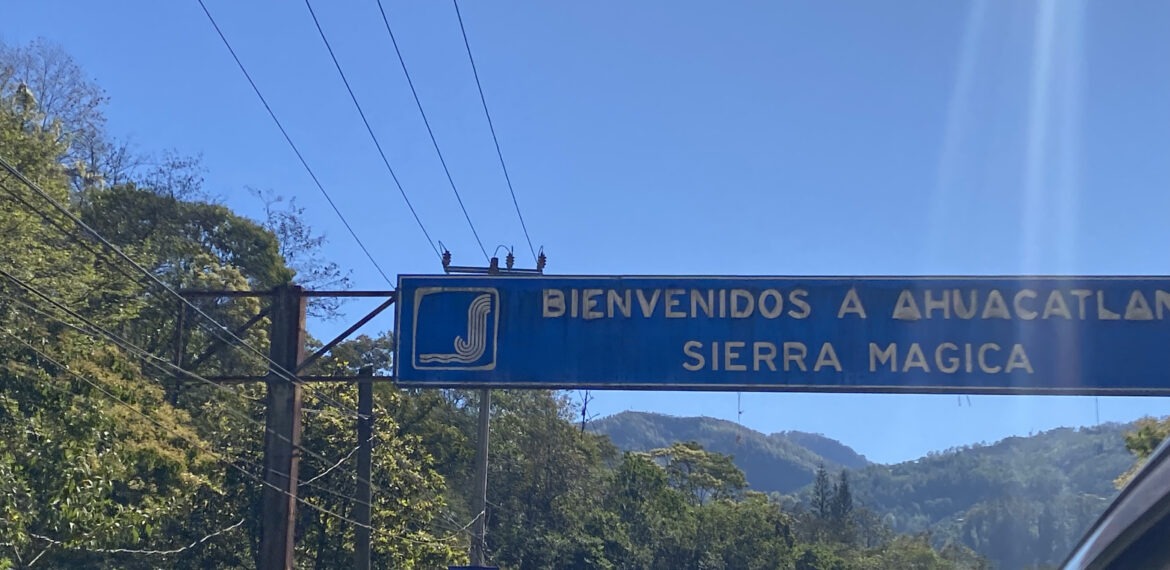 BIENVENIDOS A AHUACATLAN
SIERRA MAGICA